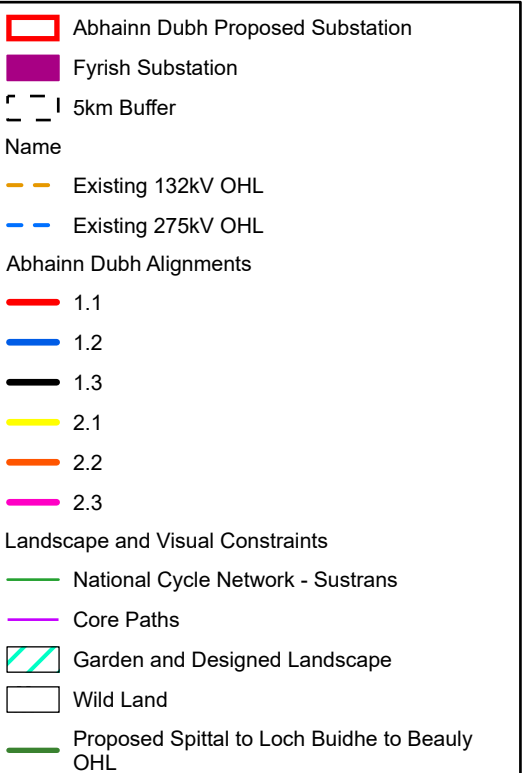 Abhainn Dubh Proposed Substation
Fyrish Substation
5km Buffer
Name
Existing 132kV OHL
Existing 275kV OHL
Abhainn Dubh Alignments
1.1
1.2
1.3
2.1
2.2
2.3
Landscape and Visual Constraints
National Cycle Network - Sustrans
Core Paths
Garden and Designed Landscape
Wild Land
Proposed Spittal to Loch Buidhe to Beauly
OHL